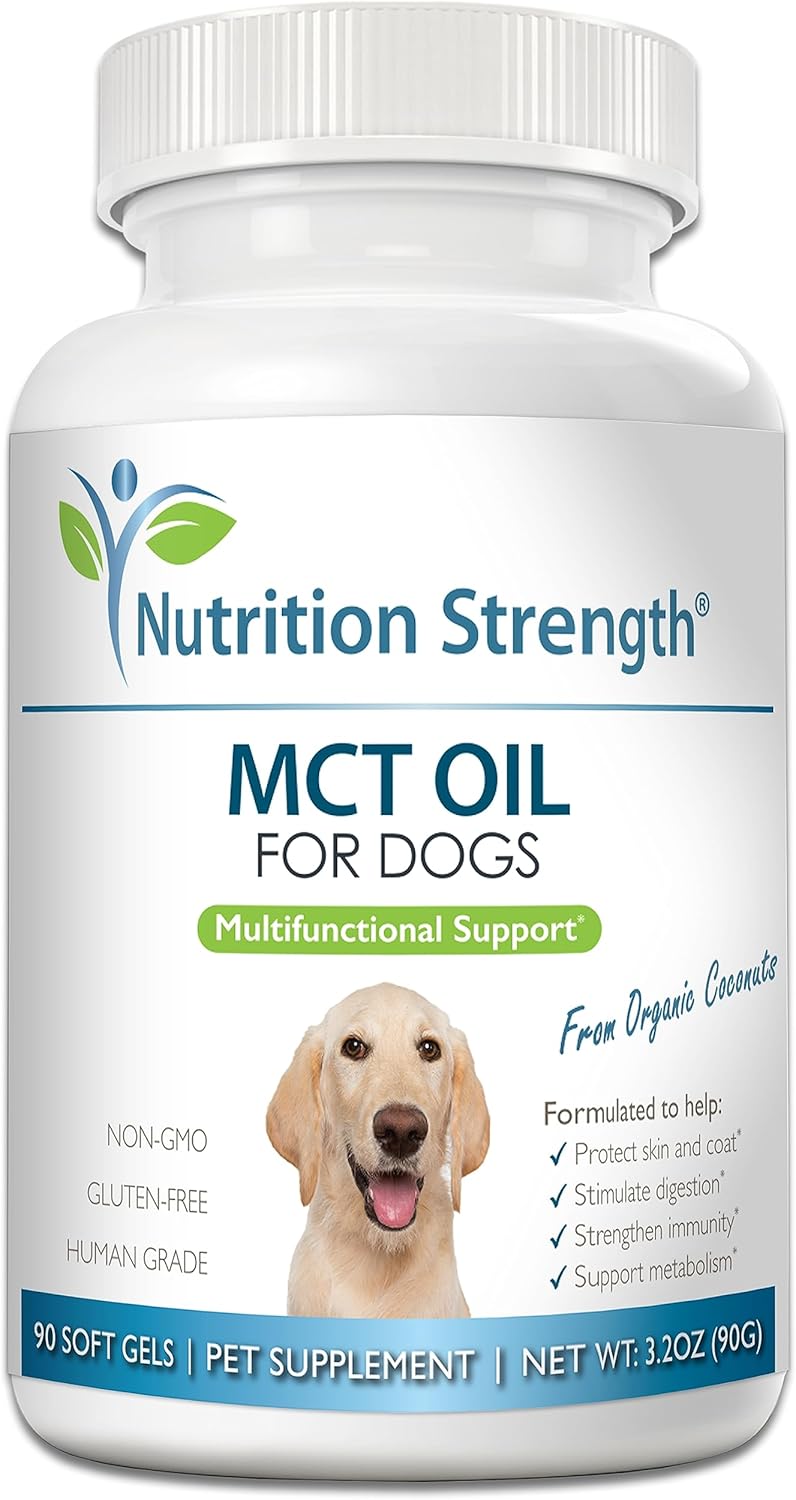 Nutrition Strength®
MCT OIL
FOR DOGS
Multifunctional Support*
From Organic Coconuts
NON-GMO
GLUTEN-FREE
HUMAN GRADE
Formulated to help:
✓ Protect skin and coat*
✓ Stimulate digestion*
✓ Strengthen immunity*
✓ Support metabolism*
90 SOFT GELS | PET SUPPLEMENT | NET WT: 3.2OZ (90G)